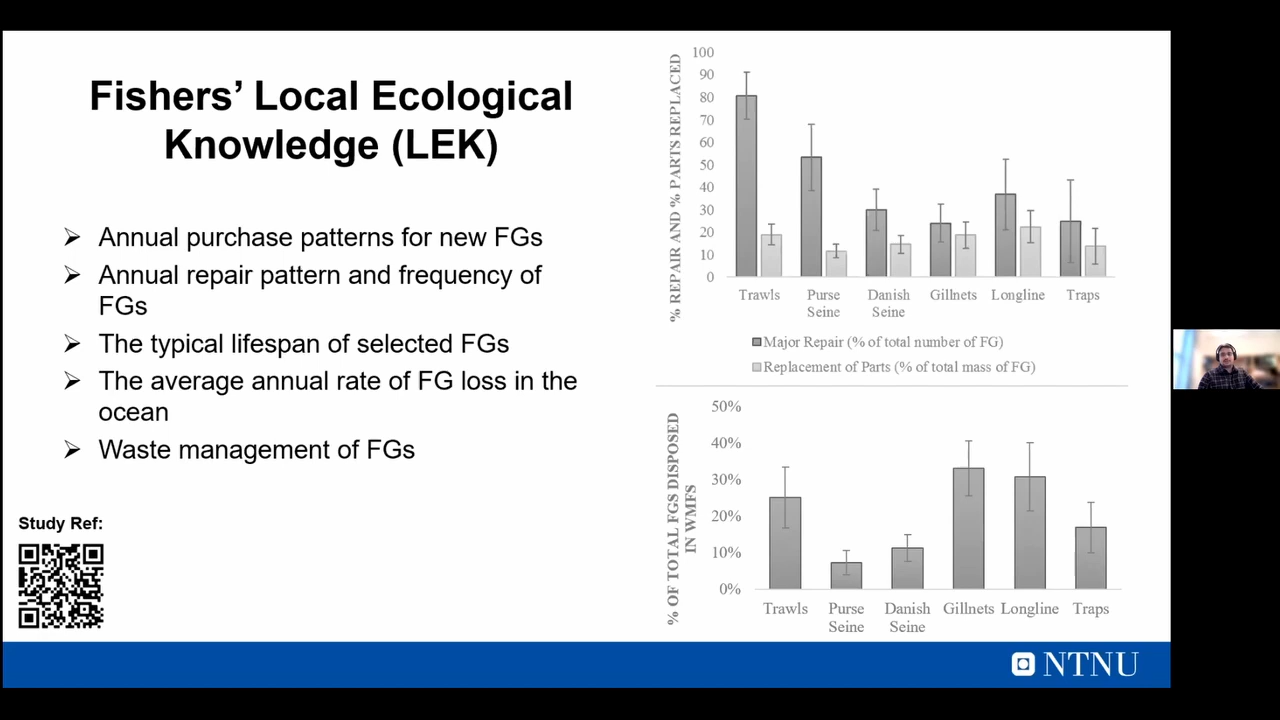 Fishers’ Local Ecological
Knowledge (LEK)
➢ Annual purchase patterns for new FGs
➢ Annual repair pattern and frequency of
FGs
➢ The typical lifespan of selected FGs
➢ The average annual rate of FG loss in the
ocean
➢ Waste management of FGs
Study Ref:
% REPAIR AND % PARTS REPLACED
100
90
80
70
60
50
40
30
20
10
0
Trawls Purse Danish Gillnets Longline Traps
Seine Seine
Major Repair (% of total number of FG)
Replacement of Parts (% of total mass of FG)
% OF TOTAL FGS DISPOSED
IN WMFS
50%
40%
30%
20%
10%
0%
Trawls Purse Danish Gillnets Longline Traps
Seine Seine
NTNU